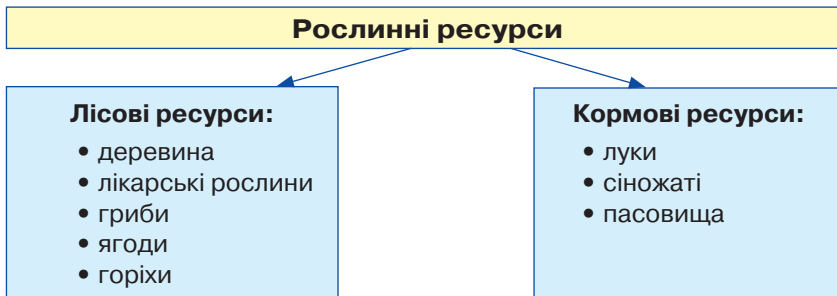 Рослинні ресурси
Лісові ресурси:
• деревина
• лікарські рослини
• гриби
• ягоди
• горіхи
Кормові ресурси:
• луки
• сіножаті
• пасовища